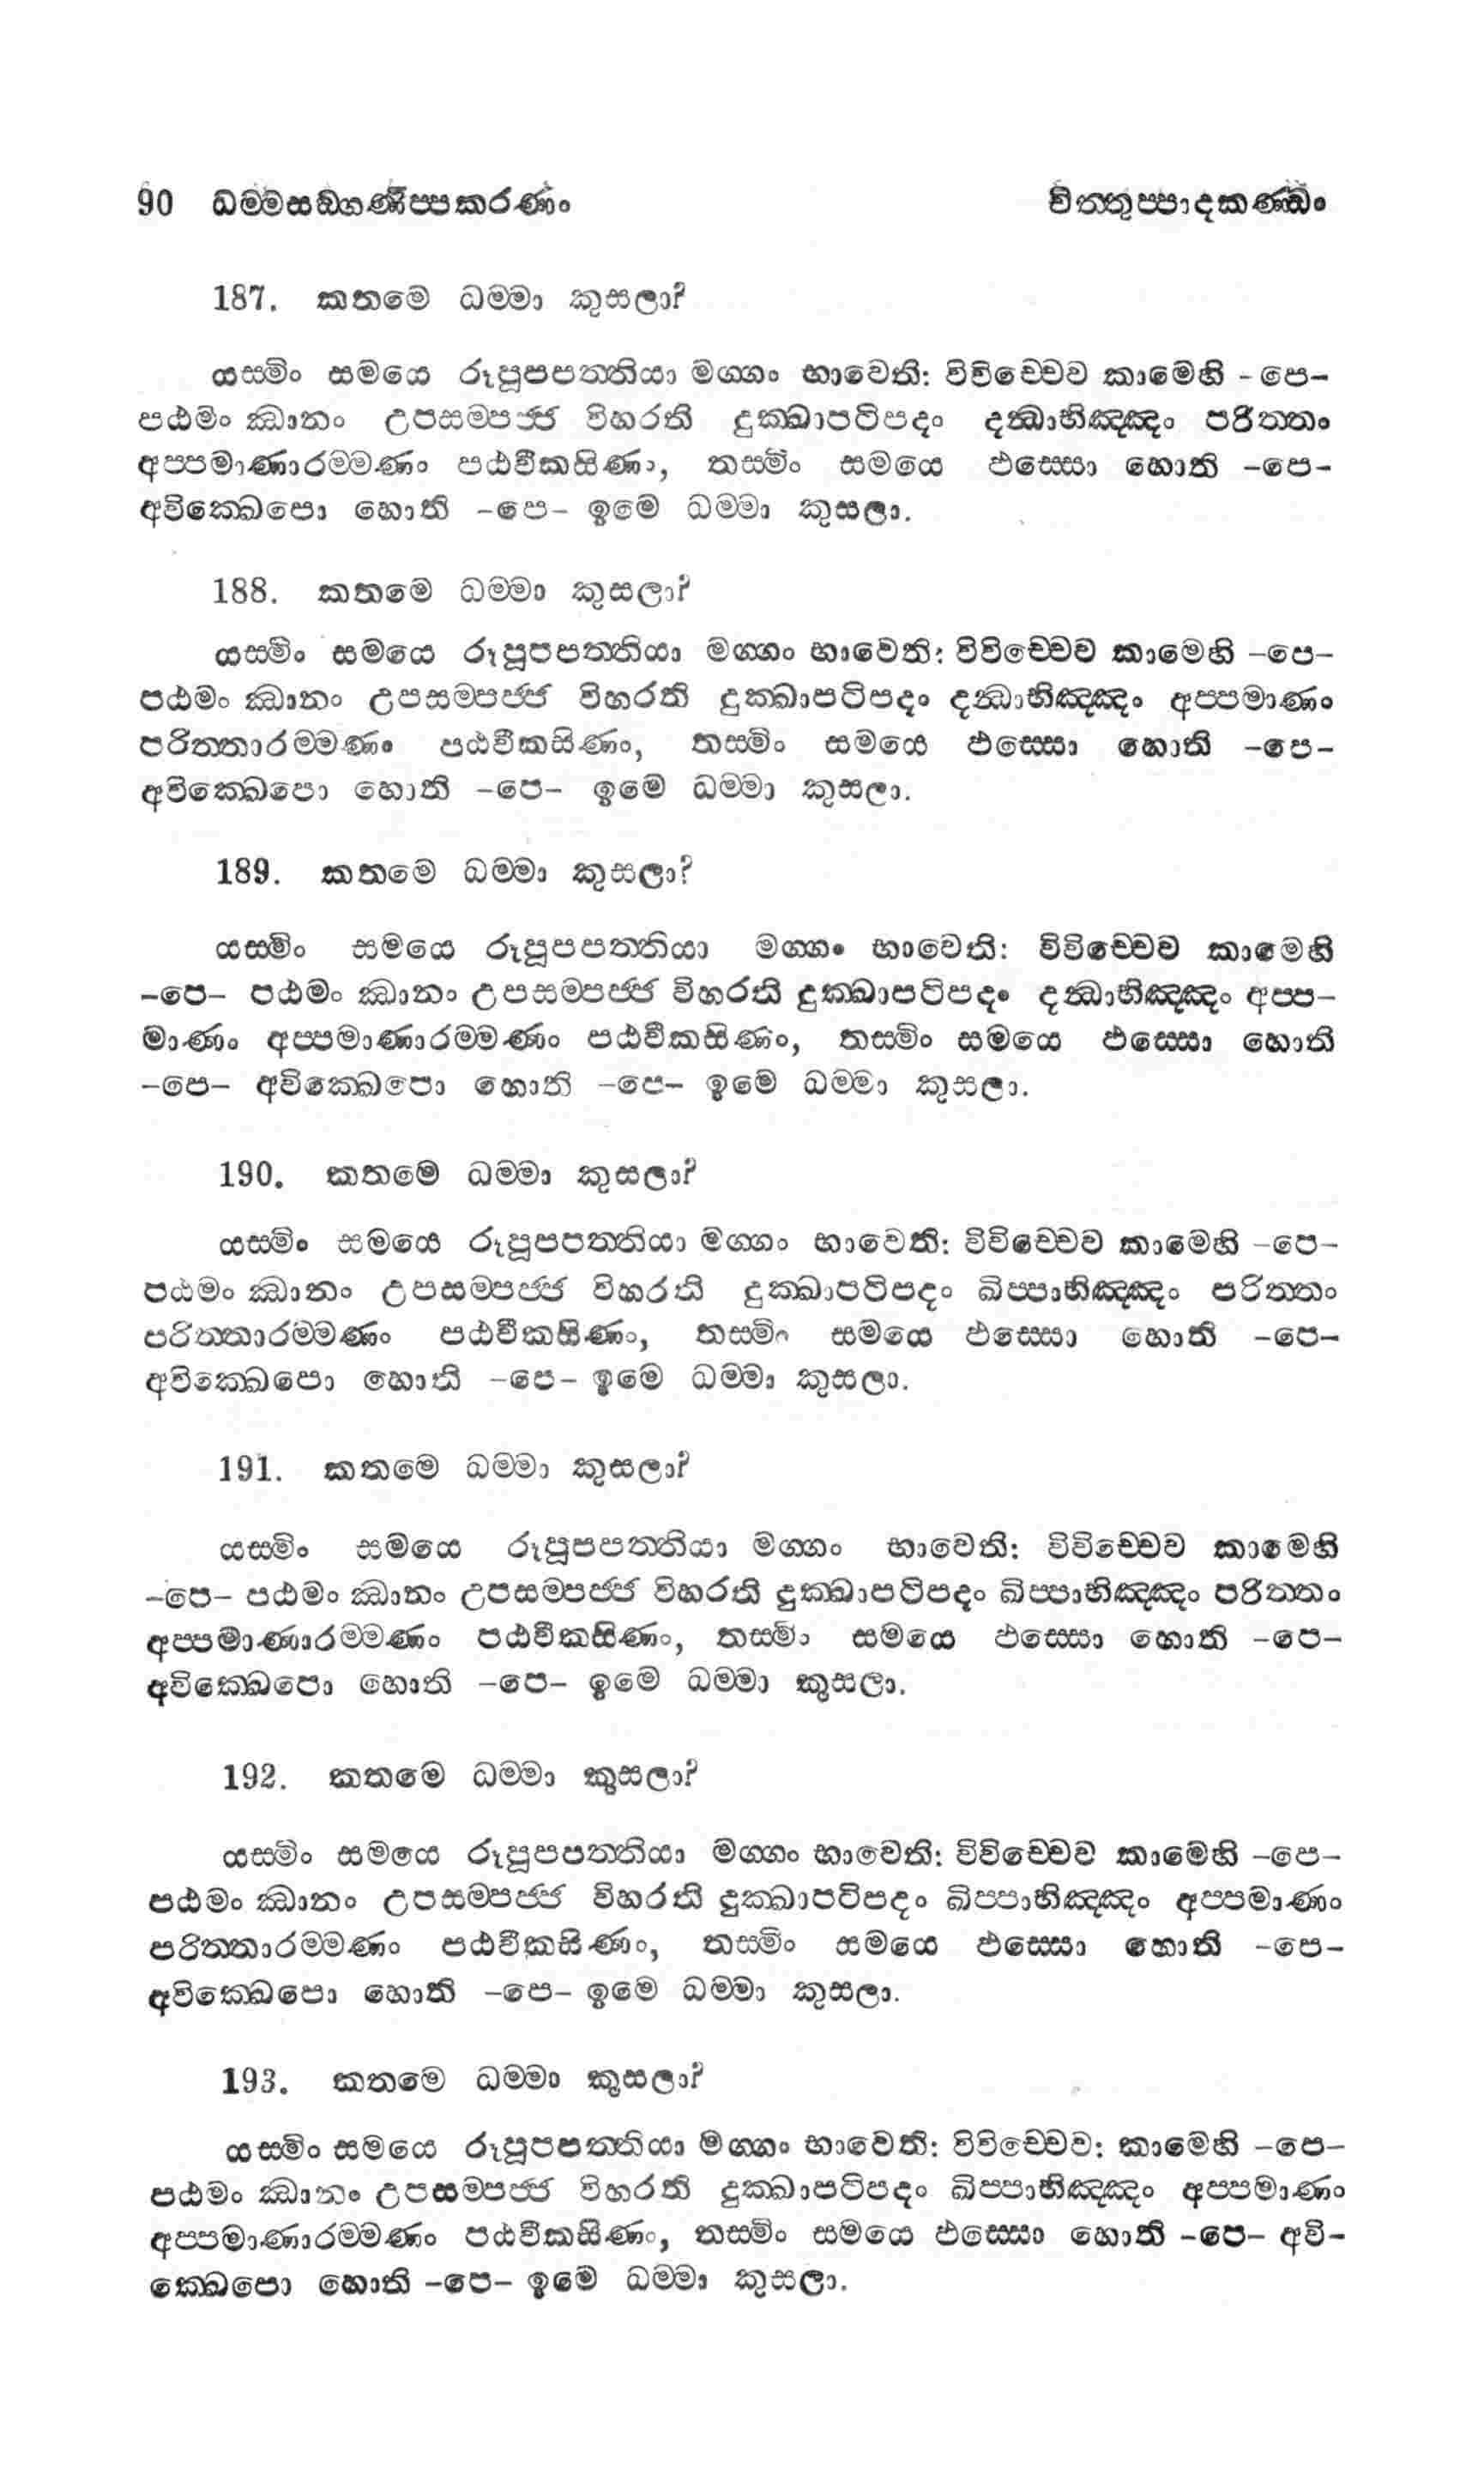 90 ධම්මසඞ්ගණිප්පකරණං චිත්තුප්පාදකණ්ඩං
187. කතමෙ ධම්මා කුසලා?
යස්මිං සමයෙ රූපූපපත්තියා මග්ගං භාවෙති: විවිච්චෙව කාමෙහි -පෙ-
පඨමං ඣානං උපසම්පජ්ජ විහරති දුක්ඛාපටිපදං දන්ධාභිඤ්ඤං පරිත්තං
අප්පමාණාරම්මණං පඨවීකසිණං, තස්මිං සමයෙ ඵස්සො හොති -පෙ-
අවික්ඛෙපො හොති -පෙ- ඉමෙ ධම්මා කුසලා.
188. කතමෙ ධම්මා කුසලා?
යස්මිං සමයෙ රූපූපපත්තියා මග්ගං භාවෙති: විවිච්චෙව කාමෙහි -පෙ-
පඨමං ඣානං උපසම්පජ්ජ විහරති දුක්ඛාපටිපදං දන්ධාභිඤ්ඤං අප්පමාණං
පරිත්තාරම්මණං පඨවීකසිණං, තස්මිං සමයෙ ඵස්සො හොති -පෙ-
අවික්ඛෙපො හොති -පෙ- ඉමෙ ධම්මා කුසලා.
189. කතමෙ ධම්මා කුසලා?
යස්මිං සමයෙ රූපූපපත්තියා මග්ගං භාවෙති: විවිච්චෙව කාමෙහි
-පෙ- පඨමං ඣානං උපසම්පජ්ජ විහරති දුක්ඛාපටිපදං දන්ධාභිඤ්ඤං අප්ප-
මාණං අප්පමාණාරම්මණං පඨවීකසිණං, තස්මිං සමයෙ ඵස්සො හොති
-පෙ- අවික්ඛෙපො හොති -පෙ- ඉමෙ ධම්මා කුසලා.
190. කතමෙ ධම්මා කුසලා?
යස්මිං සමයෙ රූපූපපත්තියා මග්ගං භාවෙති: විවිච්චෙව කාමෙහි -පෙ-
පඨමං ඣානං උපසම්පජ්ජ විහරති දුක්ඛාපටිපදං ඛිප්පාභිඤ්ඤං පරිත්තං
පරිත්තාරම්මණං පඨවීකසිණං, තස්මිං සමයෙ ඵස්සො හොති -පෙ-
අවික්ඛෙපො හොති -පෙ- ඉමෙ ධම්මා කුසලා.
191. කතමෙ ධම්මා කුසලා?
යස්මිං සමයෙ රූපූපපත්තියා මග්ගං භාවෙති: විවිච්චෙව කාමෙහි
-පෙ- පඨමං ඣානං උපසම්පජ්ජ විහරති දුක්ඛාපටිපදං ඛිප්පාභිඤ්ඤං පරිත්තං
අප්පමාණාරම්මණං පඨවීකසිණං, තස්මිං සමයෙ ඵස්සො හොති -පෙ-
අවික්ඛෙපො හොති -පෙ- ඉමෙ ධම්මා කුසලා.
192. කතමෙ ධම්මා කුසලා?
යස්මිං සමයෙ රූපූපපත්තියා මග්ගං භාවෙති: විවිච්චෙව කාමෙහි -පෙ-
පඨමං ඣානං උපසම්පජ්ජ විහරති දුක්ඛාපටිපදං ඛිප්පාභිඤ්ඤං අප්පමාණං
පරිත්තාරම්මණං පඨවීකසිණං, තස්මිං සමයෙ ඵස්සො හොති -පෙ-
අවික්ඛෙපො හොති -පෙ- ඉමෙ ධම්මා කුසලා.
193. කතමෙ ධම්මා කුසලා?
යස්මිං සමයෙ රූපූපපත්තියා මග්ගං භාවෙති: විවිච්චෙව: කාමෙහි -පෙ-
පඨමං ඣානං උපසම්පජ්ජ විහරති දුක්ඛාපටිපදං ඛිප්පාභිඤ්ඤං අප්පමාණං
අප්පමාණාරම්මණං පඨවීකසිණං, තස්මිං සමයෙ ඵස්සො හොති -පෙ- අවි-
ක්ඛෙපො හොති -පෙ- ඉමෙ ධම්මා කුසලා.